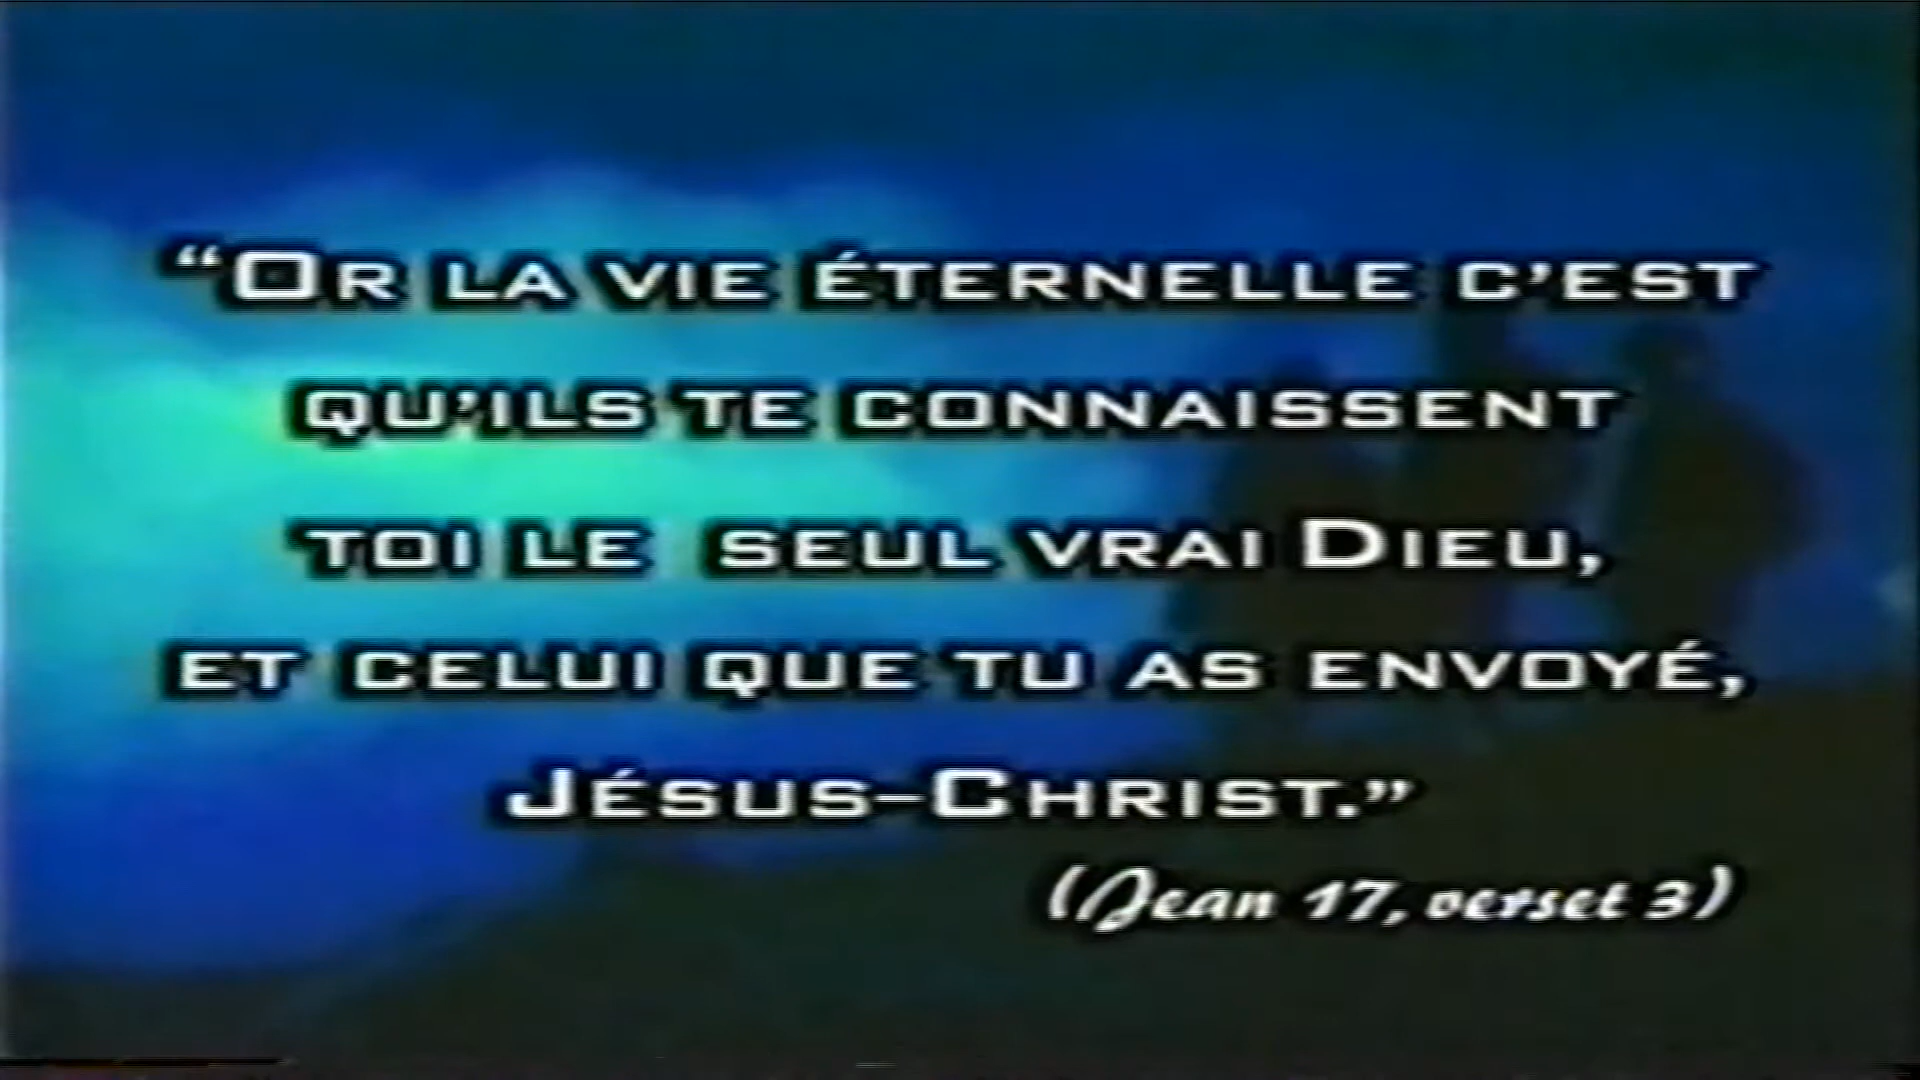 “Or la vie éternelle c’est
qu’ils te connaissent
toi le seul vrai Dieu,
et celui que tu as envoyé,
Jésus-Christ.”
(Jean 17, verset 3)